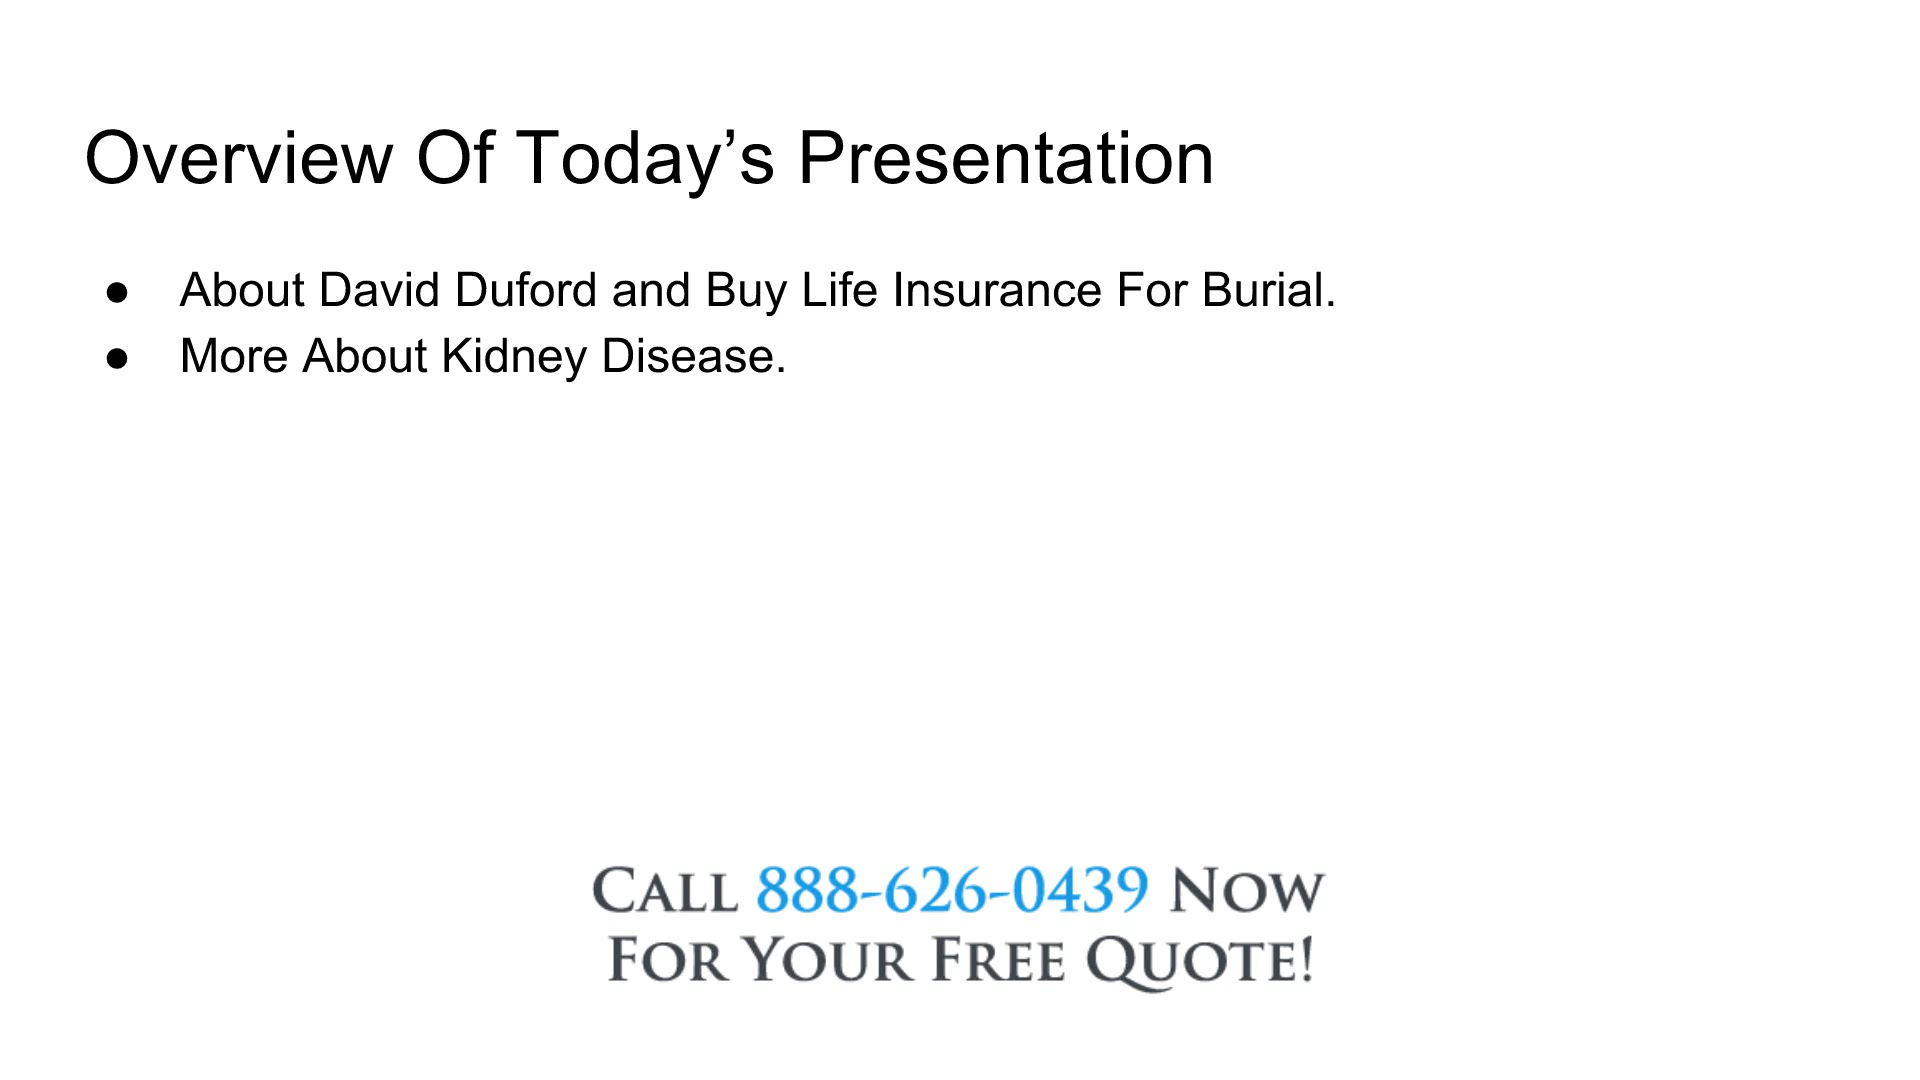 Overview Of Today’s Presentation
● About David Duford and Buy Life Insurance For Burial.
● More About Kidney Disease.
CALL 888-626-0439 NOW
FOR YOUR FREE QUOTE!